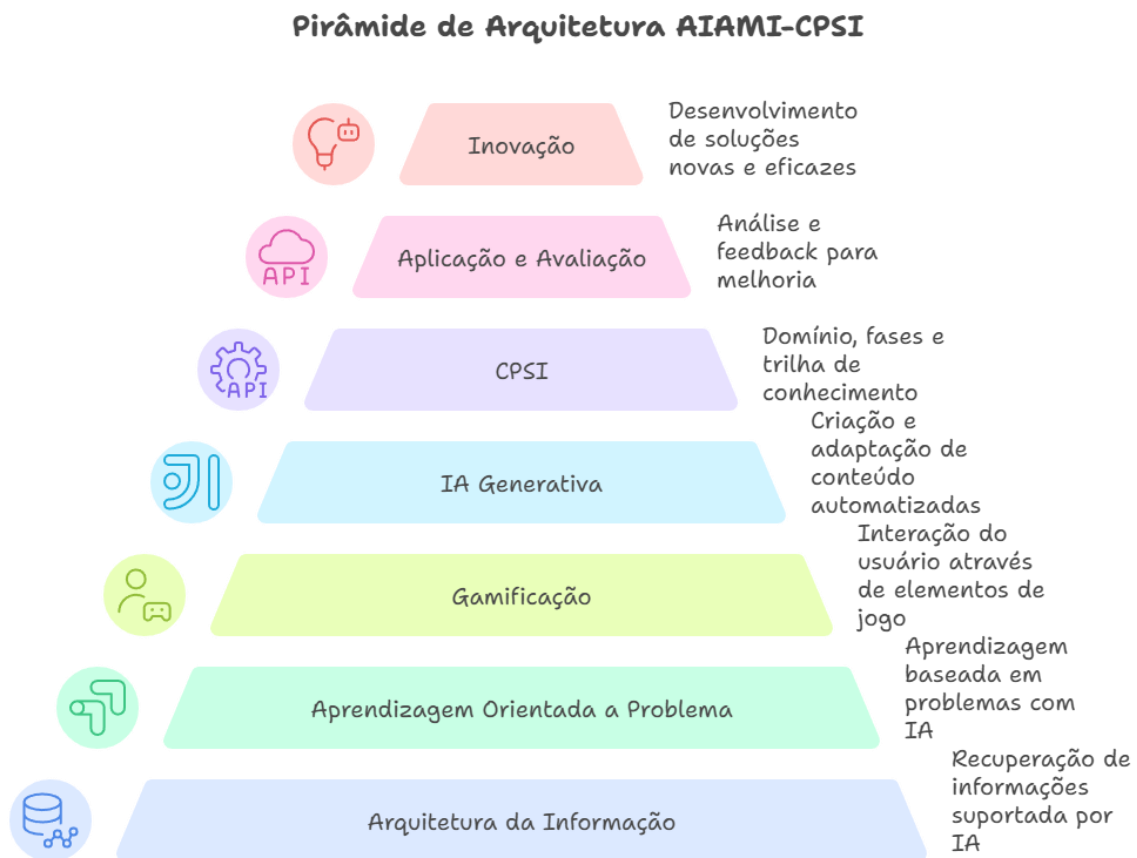 Pirâmide de Arquitetura AIAMI-CPSI
Inovação
Desenvolvimento
de soluções
novas e eficazes
API
Aplicação e Avaliação
Análise e
feedback para
melhoria
API
CPSI
Domínio, fases e
trilha de
conhecimento
IA Generativa
Criação e
adaptação de
conteúdo
automatizadas
Gamificação
Interação do
usuário através
de elementos de
jogo
Aprendizagem Orientada a Problema
Aprendizagem
baseada em
problemas com
IA
Arquitetura da Informação
Recuperação de
informações
suportada por
IA